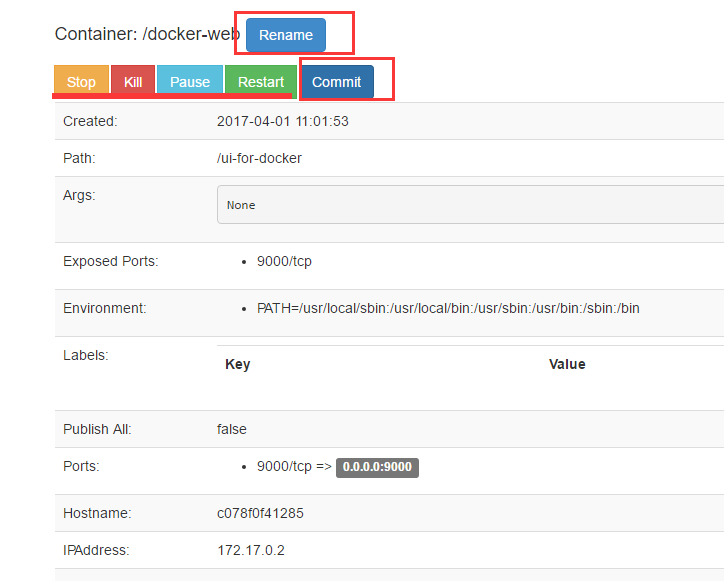 Container: /docker-web Rename
Stop Kill Pause Restart Commit
Created: 2017-04-01 11:01:53
Path: /ui-for-docker
Args: None
Exposed Ports: • 9000/tcp
Environment: • PATH=/usr/local/sbin:/usr/local/bin:/usr/sbin:/usr/bin:/sbin:/bin
Labels:
Key Value
Publish All: false
Ports: • 9000/tcp => 0.0.0.0:9000
Hostname: c078f0f41285
IPAddress: 172.17.0.2